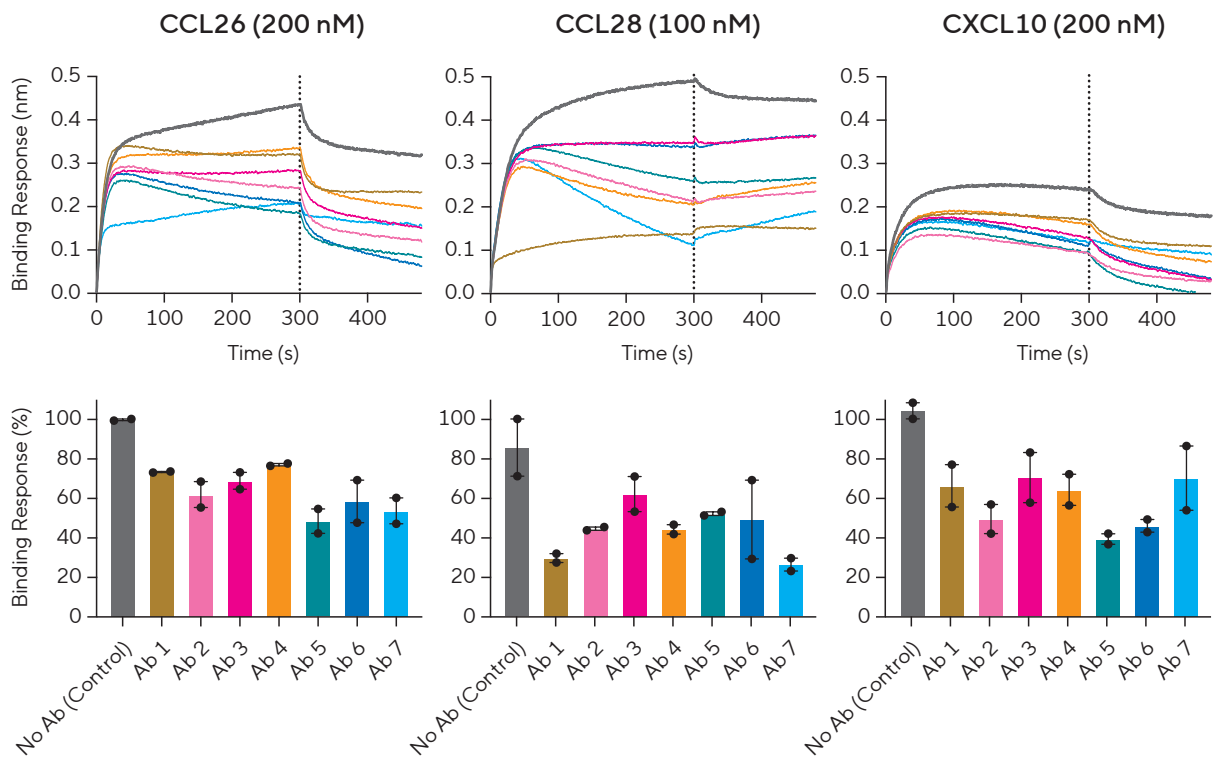 CCL26 (200 nM)
CCL28 (100 nM)
CXCL10 (200 nM)
Binding Response (nm)
0.5
0.4
0.3
0.2
0.1
0.0
0 100 200 300 400
Time (s)
0.5
0.4
0.3
0.2
0.1
0.0
0 100 200 300 400
Time (s)
0.5
0.4
0.3
0.2
0.1
0.0
0 100 200 300 400
Time (s)
Binding Response (%)
100
80
60
40
20
0
No Ab (Control)
Ab 1
Ab 2
Ab 3
Ab 4
Ab 5
Ab 6
Ab 7
100
80
60
40
20
0
No Ab (Control)
Ab 1
Ab 2
Ab 3
Ab 4
Ab 5
Ab 6
Ab 7
100
80
60
40
20
0
No Ab (Control)
Ab 1
Ab 2
Ab 3
Ab 4
Ab 5
Ab 6
Ab 7